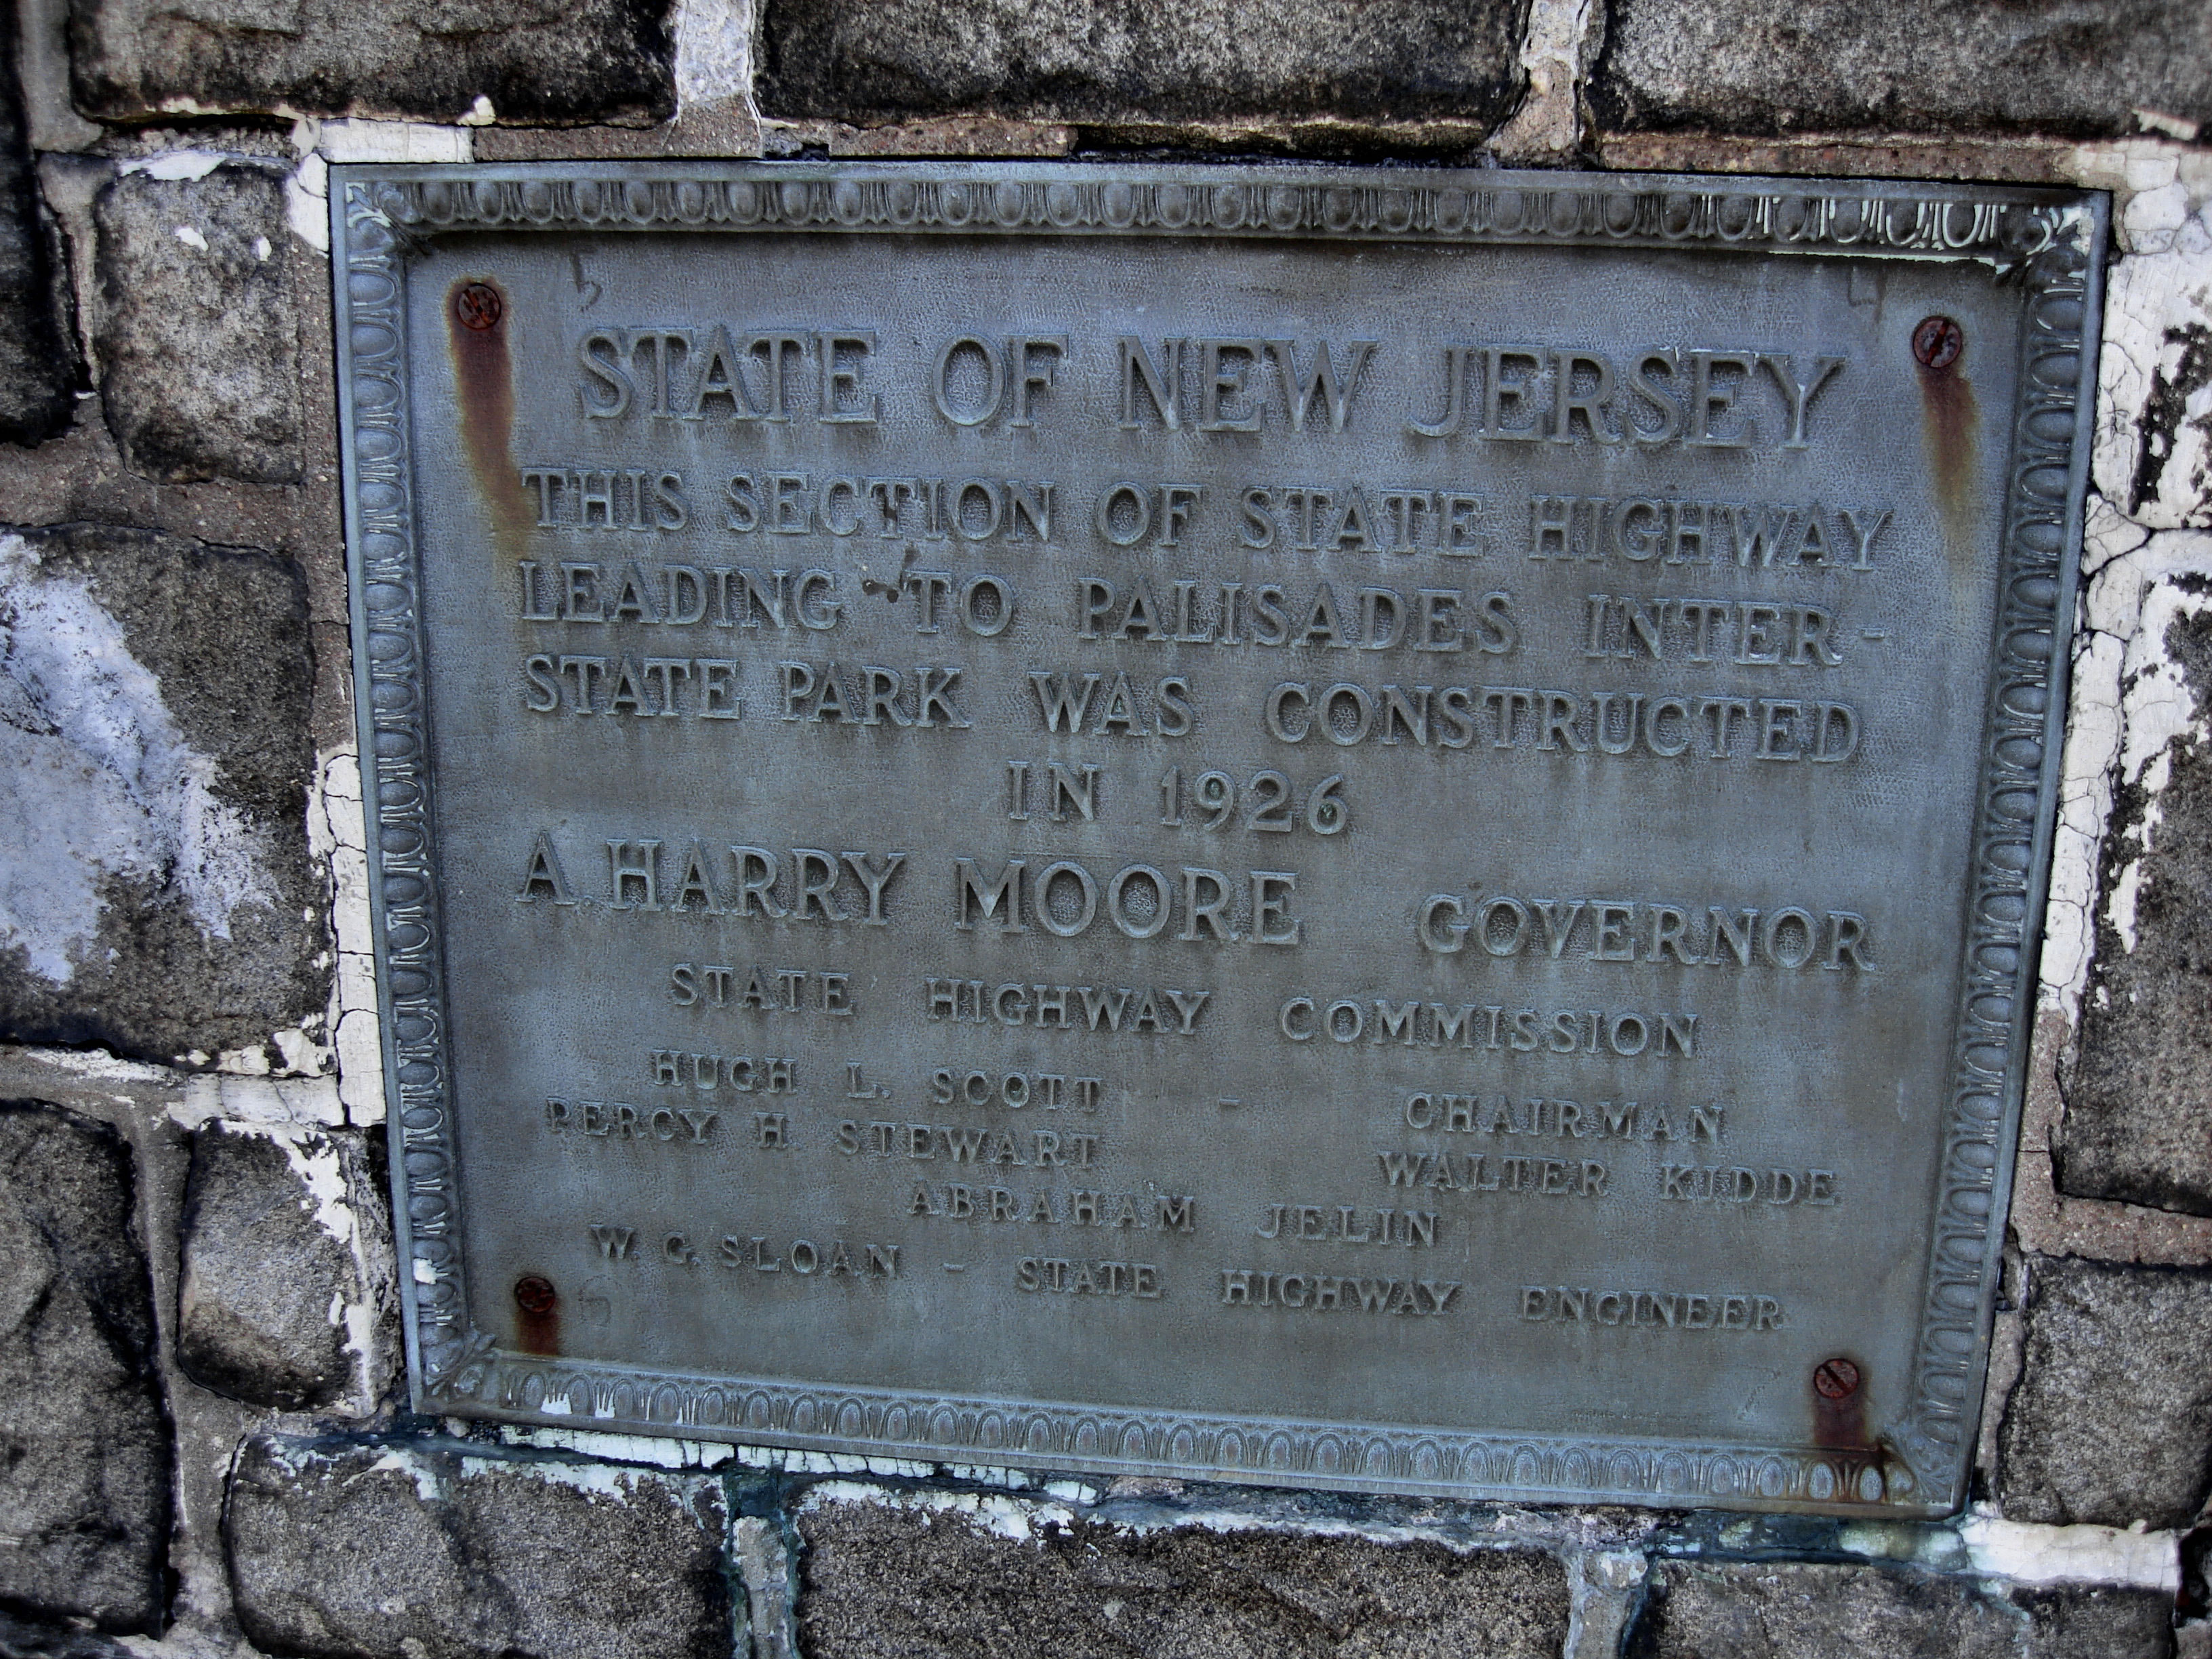 STATE OF NEW JERSEY
THIS SECTION OF STATE HIGHWAY
LEADING TO PALISADES INTER-
STATE PARK WAS CONSTRUCTED
IN 1926
A. HARRY MOORE GOVERNOR
STATE HIGHWAY COMMISSION
HUGH L. SCOTT - CHAIRMAN
PERCY H STEWART WALTER KIDDE
ABRAHAM JELIN
W. G. SLOAN - STATE HIGHWAY ENGINEER